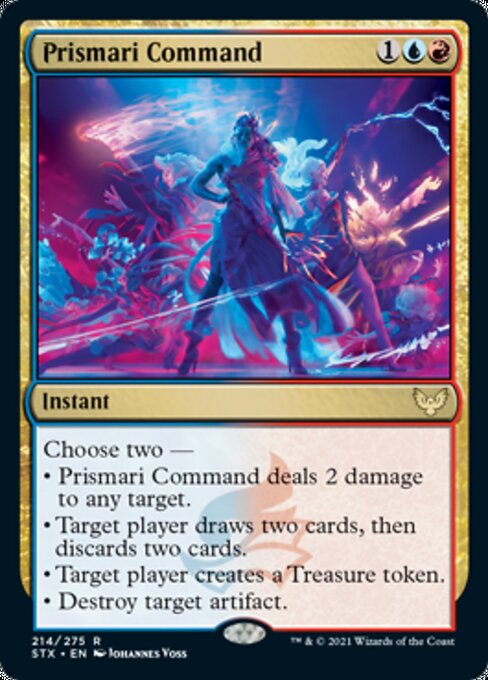 Prismari Command 1
Instant
Choose two —
• Prismari Command deals 2 damage
to any target.
• Target player draws two cards, then
discards two cards.
• Target player creates a Treasure token.
• Destroy target artifact.
214/275 R
STX • EN Johannes Voss
™ & © 2021 Wizards of the Coast